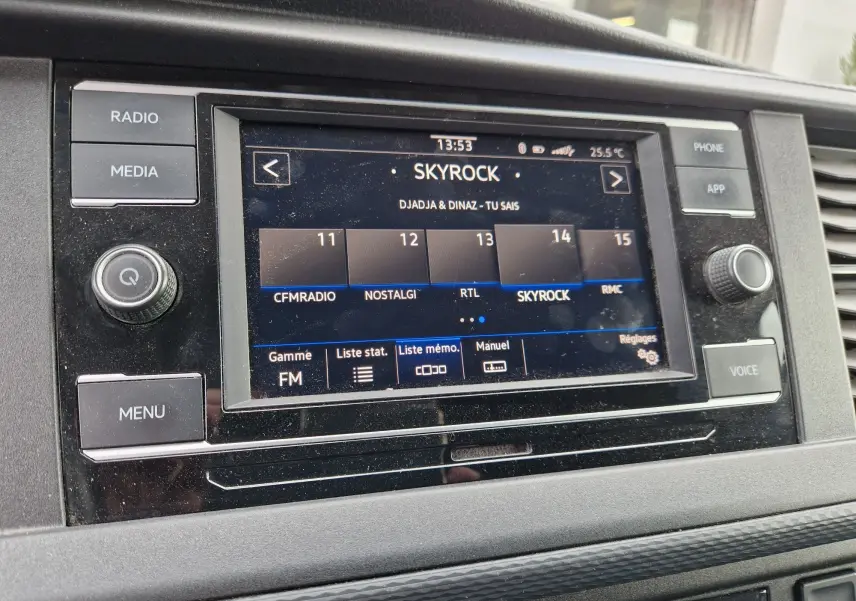 RADIO
MEDIA
MENU
13:53
25.5 °C
<
• SKYROCK •
>
DJADJA & DINAZ - TU SAIS
11 12 13 14 15
CFMRADIO NOSTALGI RTL SKYROCK RMC
Gamme Liste stat. Liste mémo. Manuel Réglages
FM
PHONE
APP
VOICE